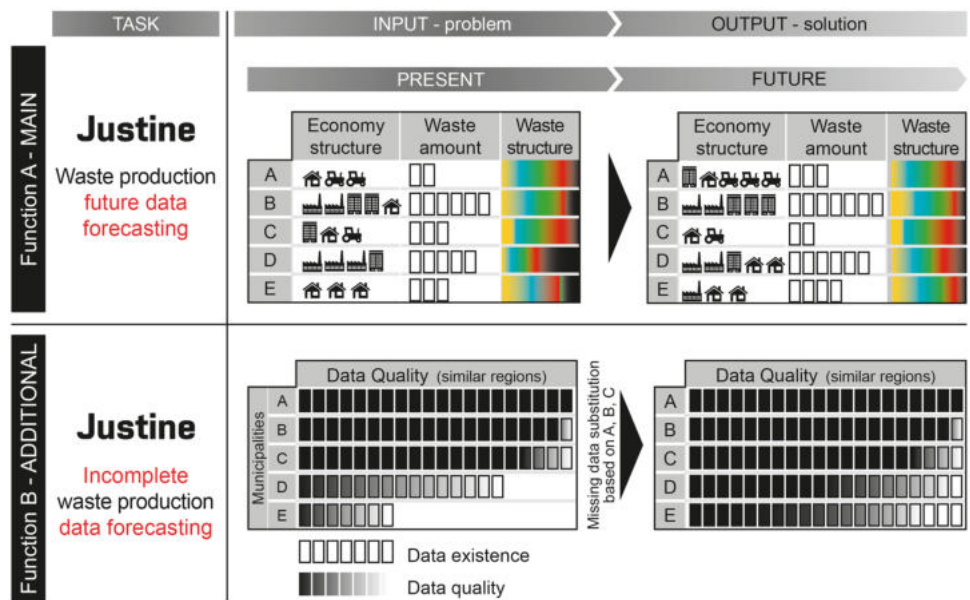 TASK
INPUT - problem
OUTPUT - solution
PRESENT
FUTURE
Function A - MAIN
Justine
Waste production
future data
forecasting
Economy structure
Waste amount
Waste structure
A
B
C
D
E
Economy structure
Waste amount
Waste structure
A
B
C
D
E
Function B - ADDITIONAL
Justine
Incomplete
waste production
data forecasting
Data Quality (similar regions)
Municipalities
A
B
C
D
E
Missing data substitution
based on A, B, C
Data Quality (similar regions)
A
B
C
D
E
Data existence
Data quality